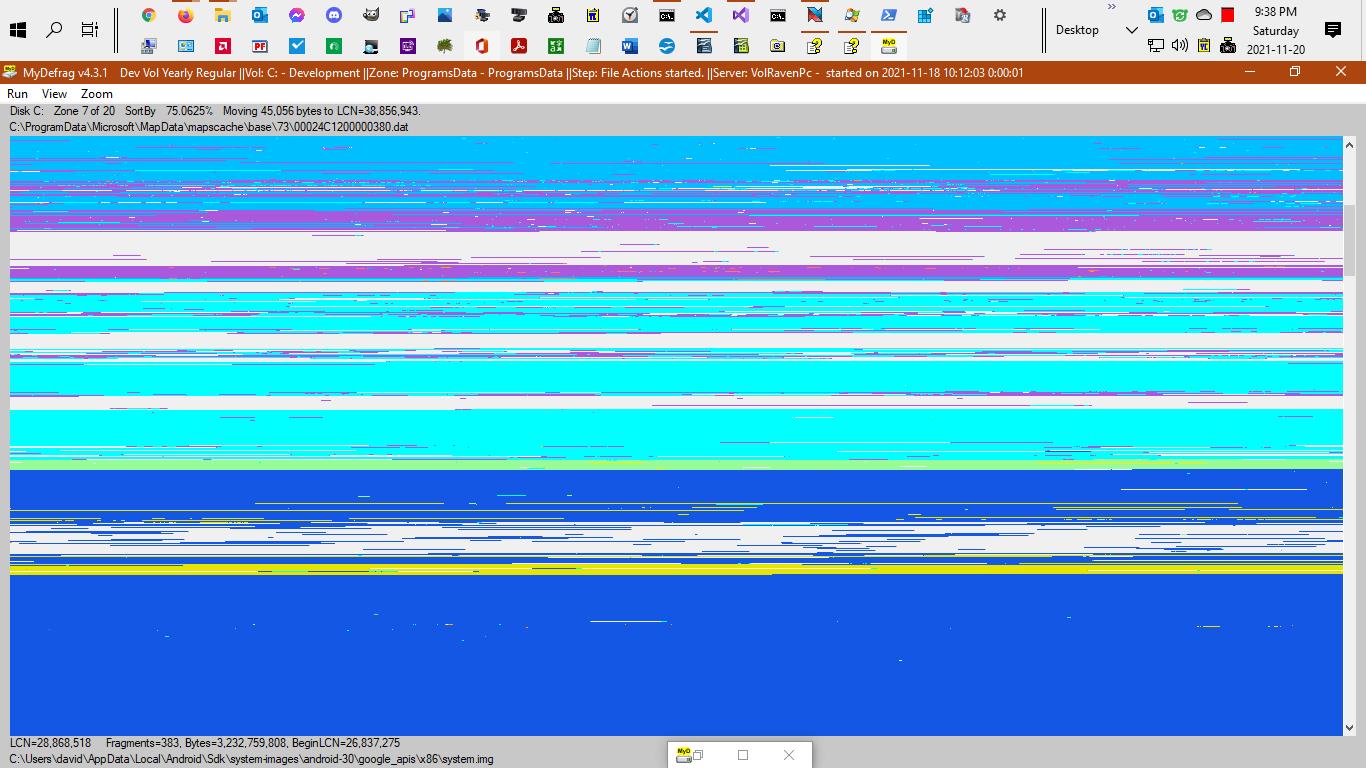 9:38 PM
Desktop
Saturday
2021-11-20
MyDefrag v4.3.1 Dev Vol Yearly Regular ||Vol: C: - Development ||Zone: ProgramsData - ProgramsData ||Step: File Actions started. ||Server: VolRavenPc - started on 2021-11-18 10:12:03 0:00:01
Run View Zoom
Disk C: Zone 7 of 20 SortBy 75.0625% Moving 45,056 bytes to LCN=38,856,943.
C:\ProgramData\Microsoft\MapData\mapscache\base\73\00024C1200000380.dat
LCN=28,868,518 Fragments=383, Bytes=3,232,759,808, BeginLCN=26,837,275
C:\Users\david\AppData\Local\Android\Sdk\system-images\android-30\google_apis\x86\system.img
MyD